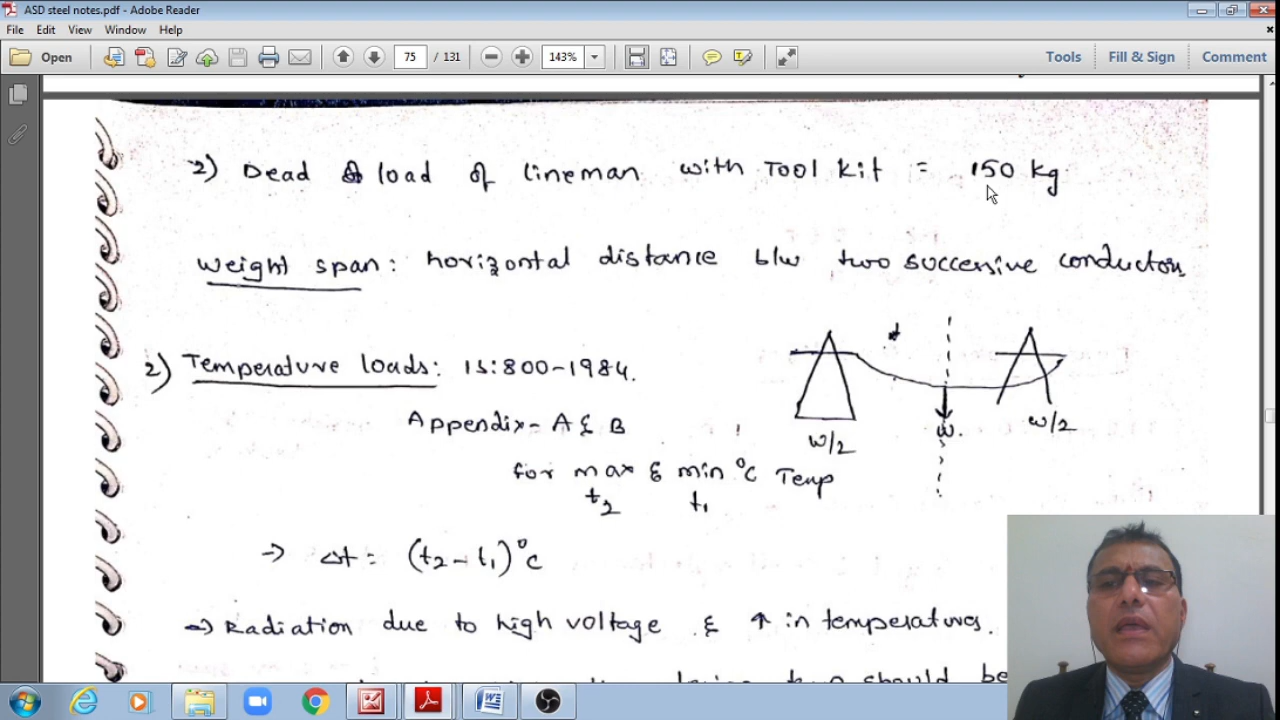 ASD steel notes.pdf - Adobe Reader
File Edit View Window Help
Open 75 / 131 143% Tools Fill & Sign Comment
2) Dead load of Lineman with Tool Kit = 150 kg
Weight span: horizontal distance b/w two successive conductors
2) Temperature loads: IS:800-1984.
Appendix- A & B
for max & min °C Temp
t2 t1
W/2 W. W/2
→ Δt = (t2 - t1)°C
→ Radiation due to high voltage & ↑ in temperatures.
should be